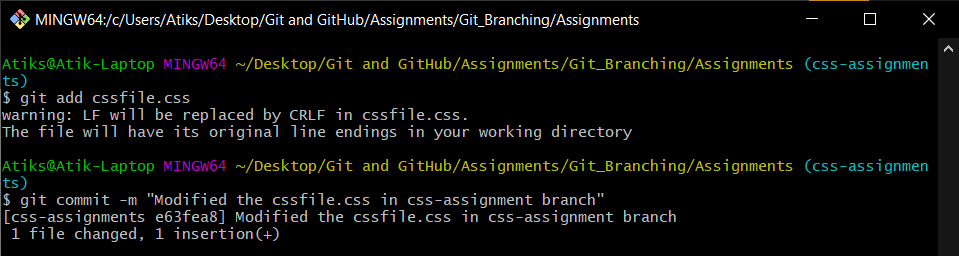 MINGW64:/c/Users/Atiks/Desktop/Git and GitHub/Assignments/Git_Branching/Assignments
Atiks@Atik-Laptop MINGW64 ~/Desktop/Git and GitHub/Assignments/Git_Branching/Assignments (css-assignmen
ts)
$ git add cssfile.css
warning: LF will be replaced by CRLF in cssfile.css.
The file will have its original line endings in your working directory
Atiks@Atik-Laptop MINGW64 ~/Desktop/Git and GitHub/Assignments/Git_Branching/Assignments (css-assignmen
ts)
$ git commit -m "Modified the cssfile.css in css-assignment branch"
[css-assignments e63fea8] Modified the cssfile.css in css-assignment branch
 1 file changed, 1 insertion(+)